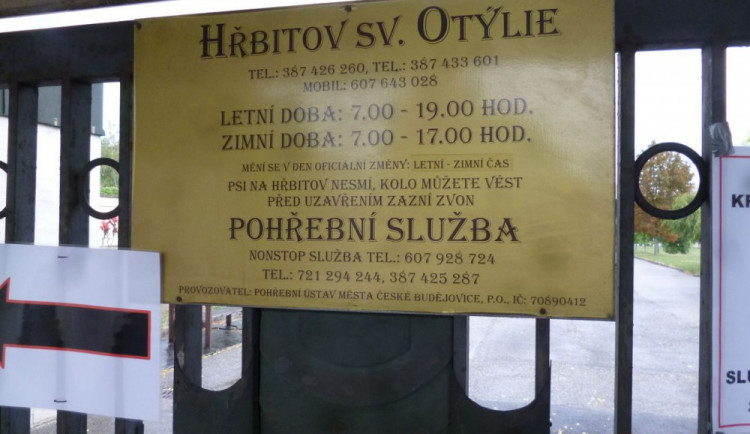 Hřbitov sv. Otýlie
Tel.: 387 426 260, Tel.: 387 433 601
Mobil: 607 643 028
Letní doba: 7.00 - 19.00 hod.
Zimní doba: 7.00 - 17.00 hod.
Mění se v den oficiální změny: letní - zimní čas
Psi na hřbitov nesmí, kolo můžete vést
Před uzavřením zazní zvon
Pohřební služba
Nonstop služba tel.: 607 928 724
Tel.: 721 294 244, 387 425 287
Provozovatel: Pohřební ústav města České Budějovice, p.o., IČ: 70890412